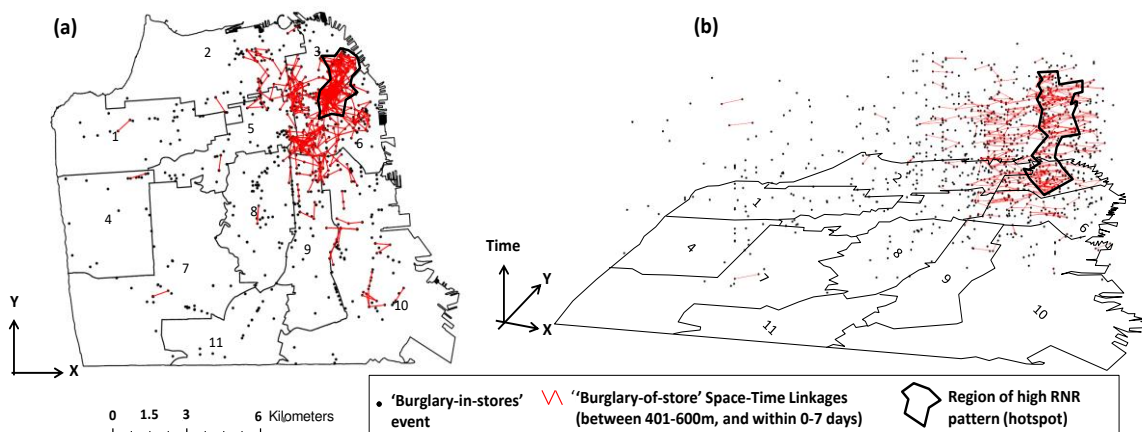 (a)
2
3
1
5
6
4
8
7
9
10
11
Y
X
0 1.5 3 6 Kilometers
(b)
2
1
6
4
8
7
9
11
10
Time
Y
X
'Burglary-in-stores' event
"Burglary-of-store' Space-Time Linkages
(between 401-600m, and within 0-7 days)
Region of high RNR
pattern (hotspot)